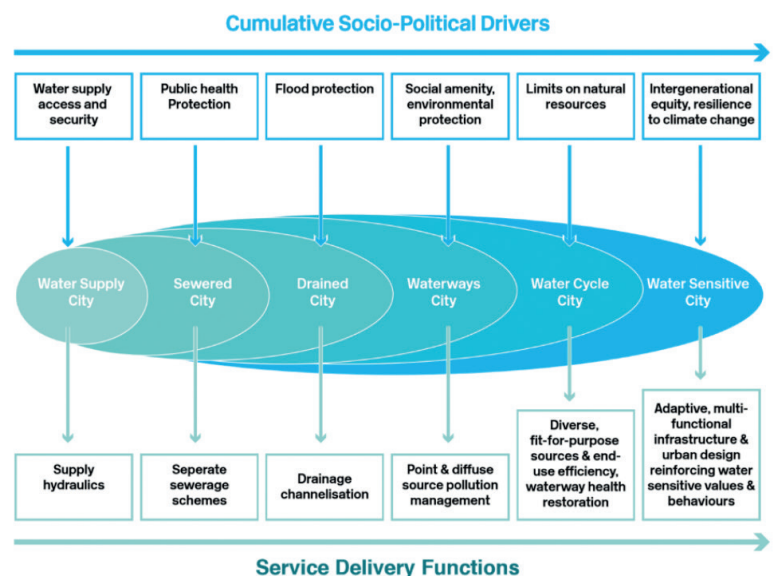 Cumulative Socio-Political Drivers
Water supply
access and
security
Public health
Protection
Flood protection
Social amenity,
environmental
protection
Limits on natural
resources
Intergenerational
equity, resilience
to climate change
Water Supply
City
Sewered
City
Drained
City
Waterways
City
Water Cycle
City
Water Sensitive
City
Supply
hydraulics
Seperate
sewerage
schemes
Drainage
channelisation
Point & diffuse
source pollution
management
Diverse,
fit-for-purpose
sources & end-
use efficiency,
waterway health
restoration
Adaptive, multi-
functional
infrastructure &
urban design
reinforcing water
sensitive values &
behaviours
Service Delivery Functions